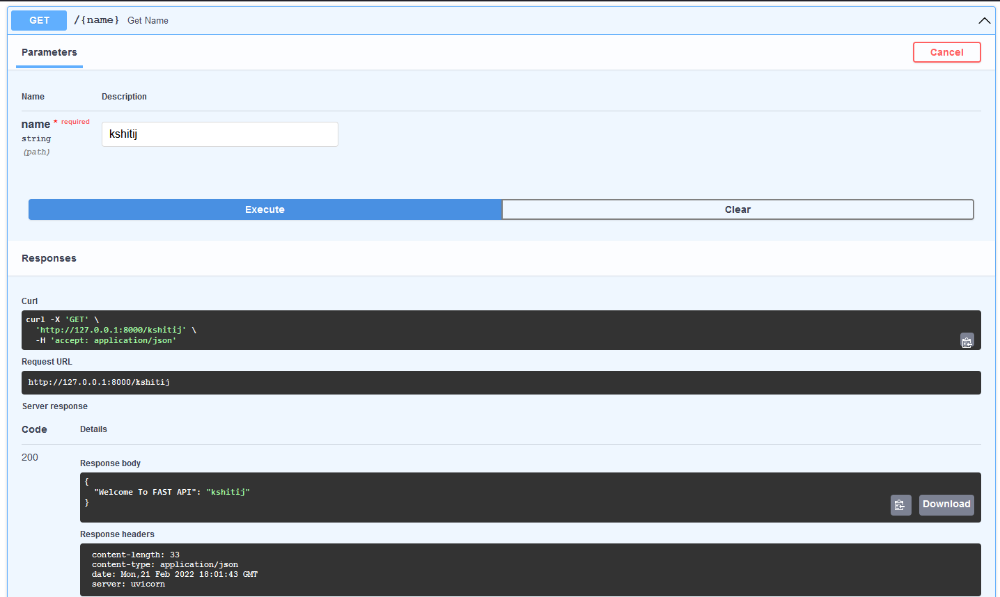 GET /{name} Get Name
Parameters
Cancel
Name Description
name * required
string
(path)
kshitij
Execute
Clear
Responses
Curl
curl -X 'GET' \
  'http://127.0.0.1:8000/kshitij' \
  -H 'accept: application/json'
Request URL
http://127.0.0.1:8000/kshitij
Server response
Code Details
200
Response body
{
  "Welcome To FAST API": "kshitij"
}
Download
Response headers
content-length: 33
content-type: application/json
date: Mon,21 Feb 2022 18:01:43 GMT
server: uvicorn